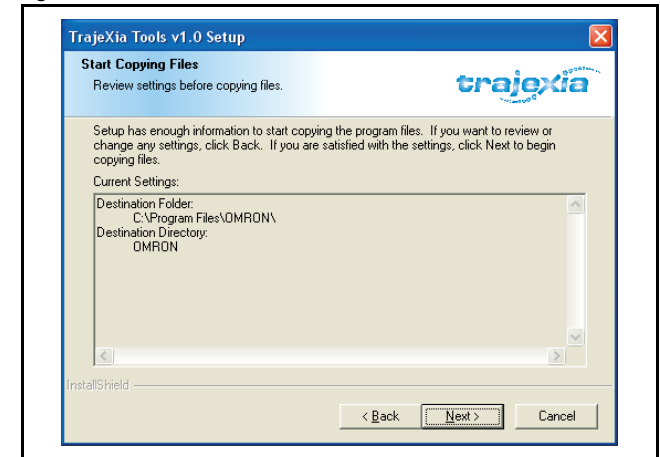 TrajeXia Tools v1.0 Setup
Start Copying Files
Review settings before copying files.
trajexia
Setup has enough information to start copying the program files. If you want to review or
change any settings, click Back. If you are satisfied with the settings, click Next to begin
copying files.
Current Settings:
Destination Folder:
C:\Program Files\OMRON\
Destination Directory:
OMRON
InstallShield
< Back
Next >
Cancel